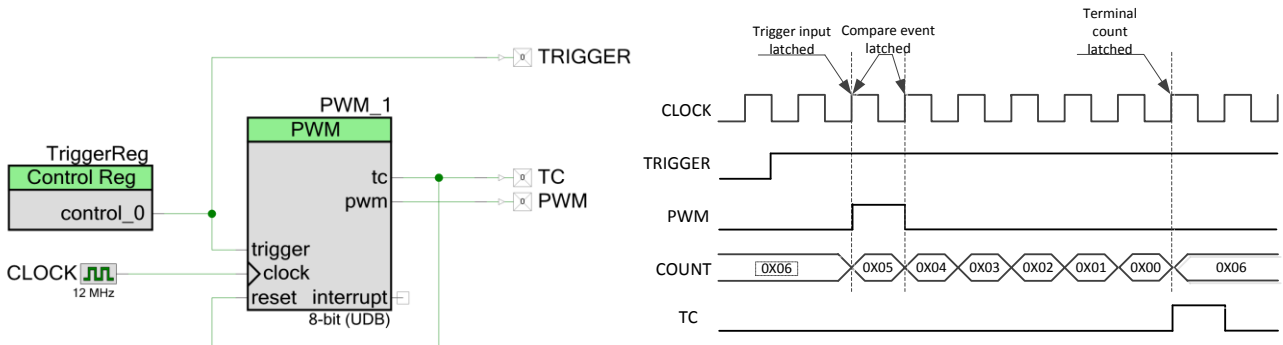 TRIGGER
PWM_1
PWM
TriggerReg
Control Reg
control_0
tc
TC
pwm
PWM
trigger
CLOCK
clock
12 MHz
reset
interrupt
8-bit (UDB)
Trigger input
latched
Compare event
latched
Terminal
count
latched
CLOCK
TRIGGER
PWM
COUNT
0X06
0X05
0X04
0X03
0X02
0X01
0X00
0X06
TC